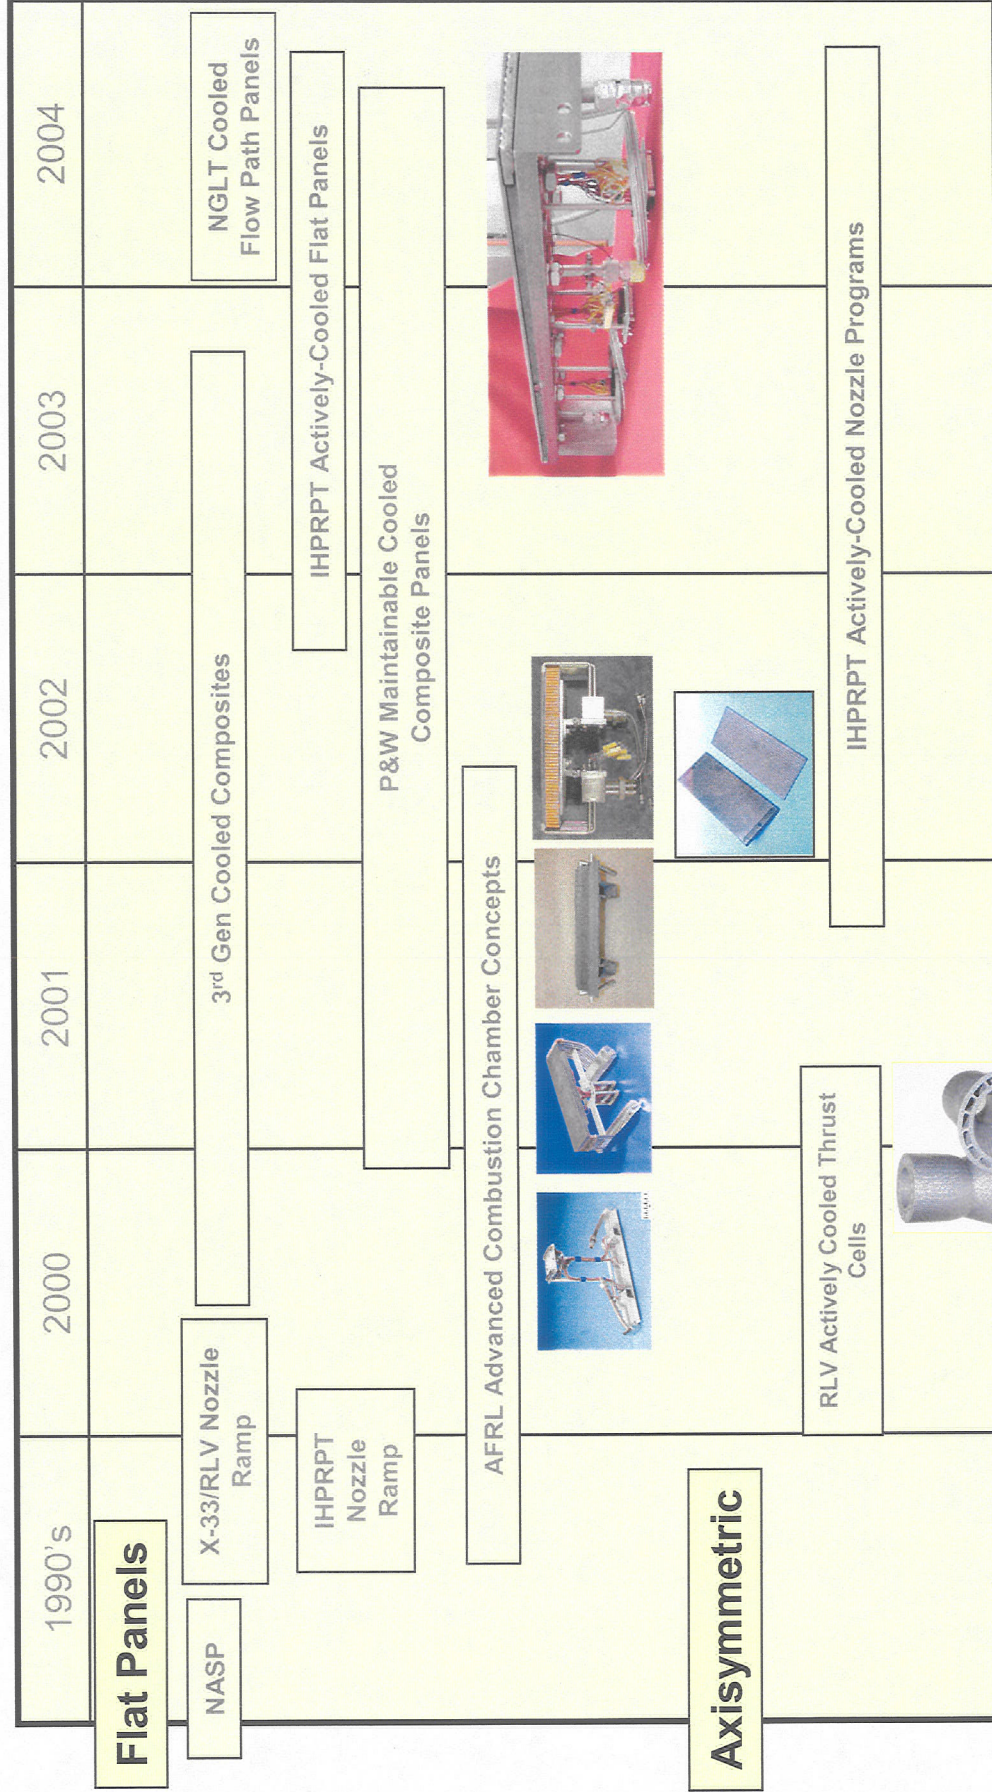 1990's
2000
2001
2002
2003
2004
Flat Panels
NASP
X-33/RLV Nozzle
Ramp
3rd Gen Cooled Composites
NGLT Cooled
Flow Path Panels
IHPRPT
Nozzle
Ramp
IHPRPT Actively-Cooled Flat Panels
P&W Maintainable Cooled
Composite Panels
AFRL Advanced Combustion Chamber Concepts
Axisymmetric
RLV Actively Cooled Thrust
Cells
IHPRPT Actively-Cooled Nozzle Programs